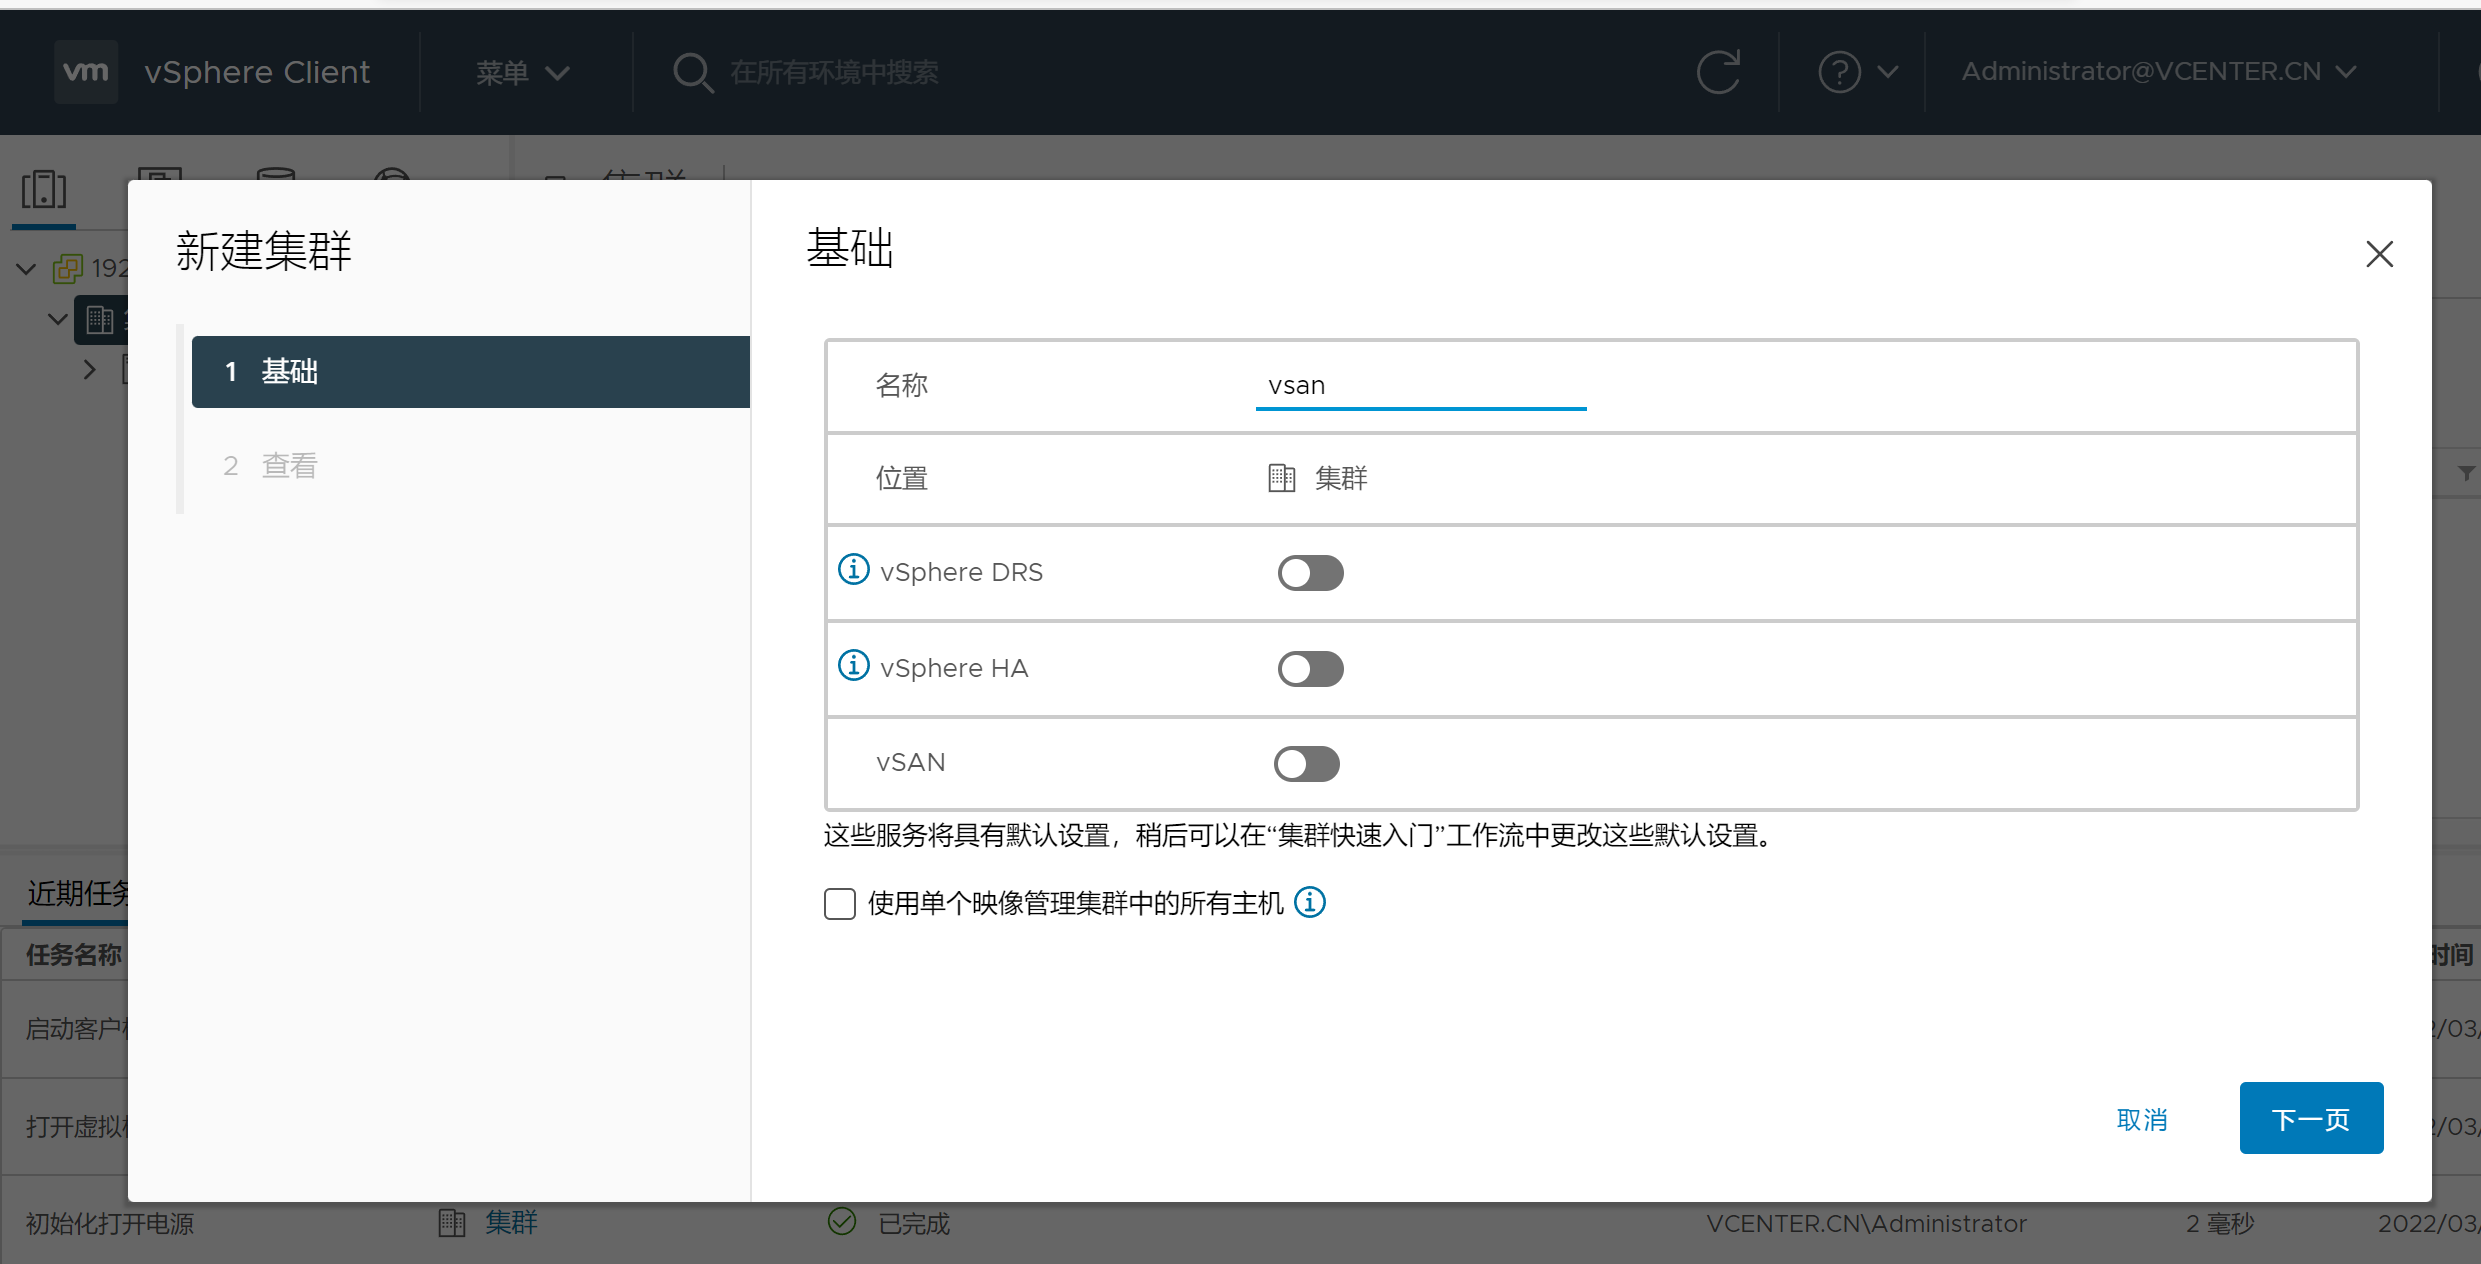 vm vSphere Client 菜单 在所有环境中搜索 Administrator@VCENTER.CN
192
新建集群
1 基础
2 查看
基础
名称 vsan
位置 集群
vSphere DRS
vSphere HA
vSAN
这些服务将具有默认设置，稍后可以在“集群快速入门”工作流中更改这些默认设置。
使用单个映像管理集群中的所有主机
取消 下一页
近期任务
任务名称 时间
启动客户 2/03/
打开虚拟 2/03/
初始化打开电源 集群 已完成 VCENTER.CN\Administrator 2 毫秒 2022/03/